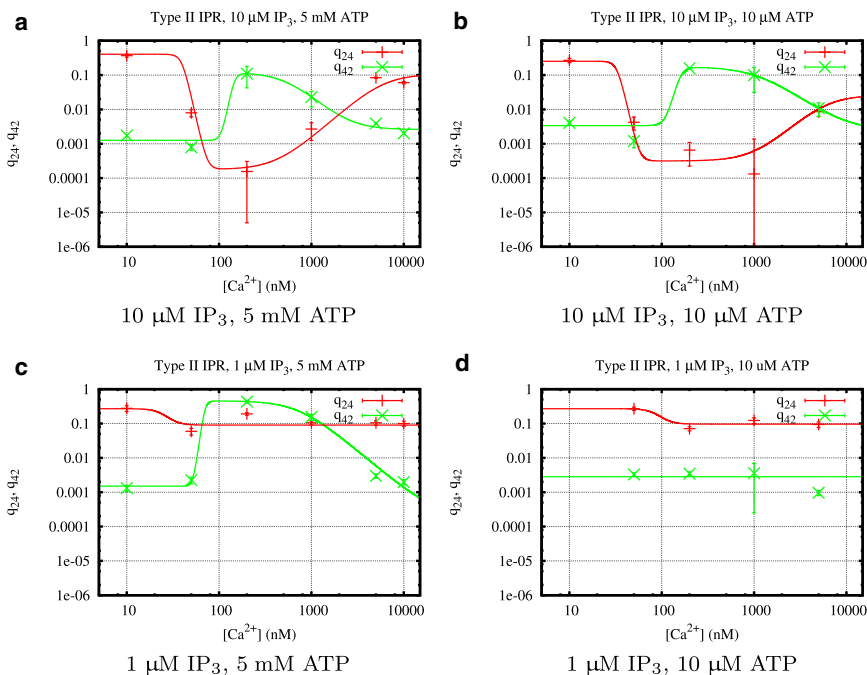 a
Type II IPR, 10 µM IP₃, 5 mM ATP
q₂₄
q₄₂
1
0.1
0.01
0.001
0.0001
1e-05
1e-06
q₂₄, q₄₂
10
100
1000
10000
[Ca²⁺] (nM)
10 µM IP₃, 5 mM ATP
b
Type II IPR, 10 µM IP₃, 10 µM ATP
q₂₄
q₄₂
1
0.1
0.01
0.001
0.0001
1e-05
1e-06
q₂₄, q₄₂
10
100
1000
10000
[Ca²⁺] (nM)
10 µM IP₃, 10 µM ATP
c
Type II IPR, 1 µM IP₃, 5 mM ATP
q₂₄
q₄₂
1
0.1
0.01
0.001
0.0001
1e-05
1e-06
q₂₄, q₄₂
10
100
1000
10000
[Ca²⁺] (nM)
1 µM IP₃, 5 mM ATP
d
Type II IPR, 1 µM IP₃, 10 uM ATP
q₂₄
q₄₂
1
0.1
0.01
0.001
0.0001
1e-05
1e-06
q₂₄, q₄₂
10
100
1000
10000
[Ca²⁺] (nM)
1 µM IP₃, 10 µM ATP